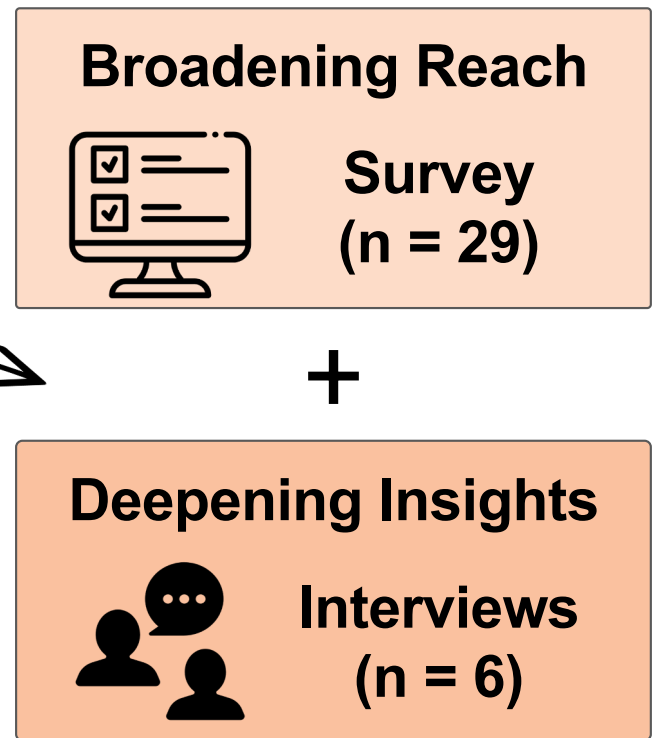 Broadening Reach
Survey
(n = 29)
+
Deepening Insights
Interviews
(n = 6)